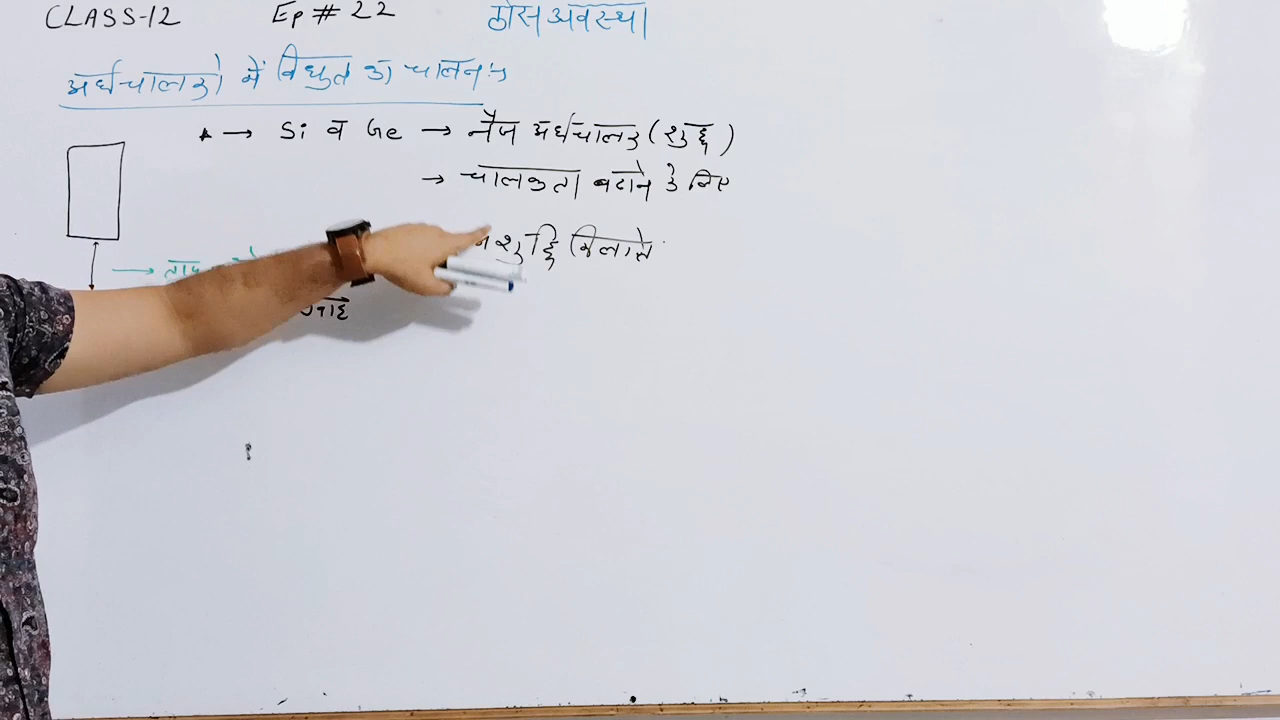 CLASS-12 Ep # 22 ठोस अवस्था
अर्धचालको में विधुत का चालन :→
★ → Si व Ge → नैज अर्धचालक (शुद्ध)
→ चालकता बढाने के लिए
अशुद्धि मिलाते
→ ताप